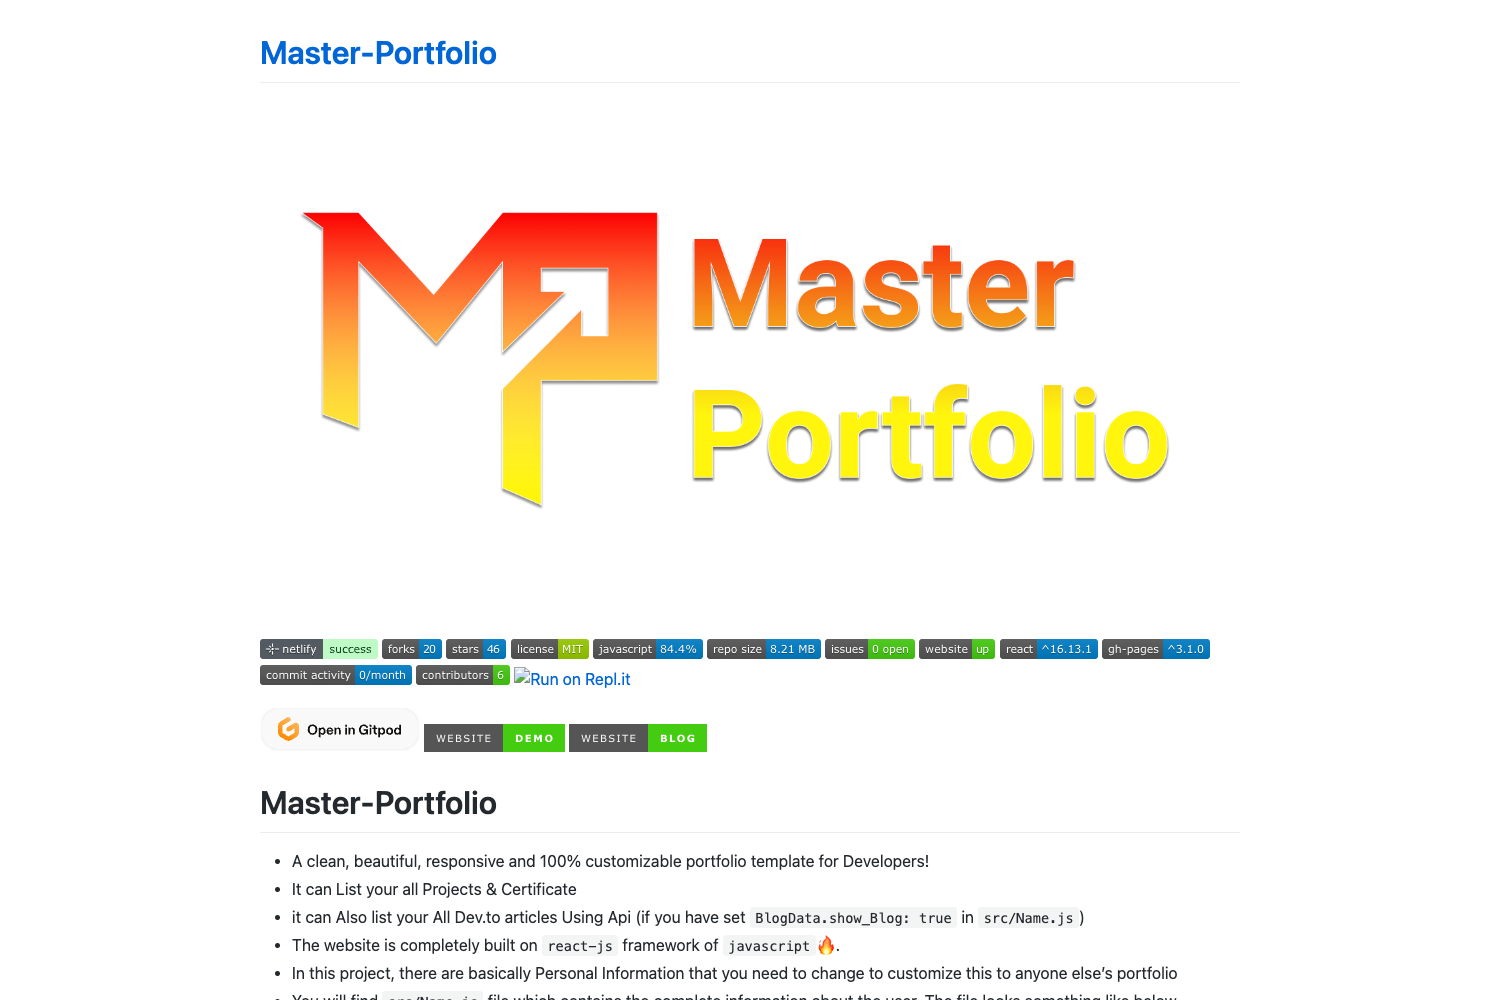 Master-Portfolio
MP Master
Portfolio
netlify success forks 20 stars 46 license MIT javascript 84.4% repo size 8.21 MB issues 0 open website up react ^16.13.1 gh-pages ^3.1.0
commit activity 0/month contributors 6 Run on Repl.it
Open in Gitpod WEBSITE DEMO WEBSITE BLOG
Master-Portfolio
A clean, beautiful, responsive and 100% customizable portfolio template for Developers!
It can List your all Projects & Certificate
it can Also list your All Dev.to articles Using Api (if you have set BlogData.show_Blog: true in src/Name.js )
The website is completely built on react-js framework of javascript 🔥.
In this project, there are basically Personal Information that you need to change to customize this to anyone else’s portfolio
You will find src/Name.js file which contains the complete information about the user. The file looks something like below